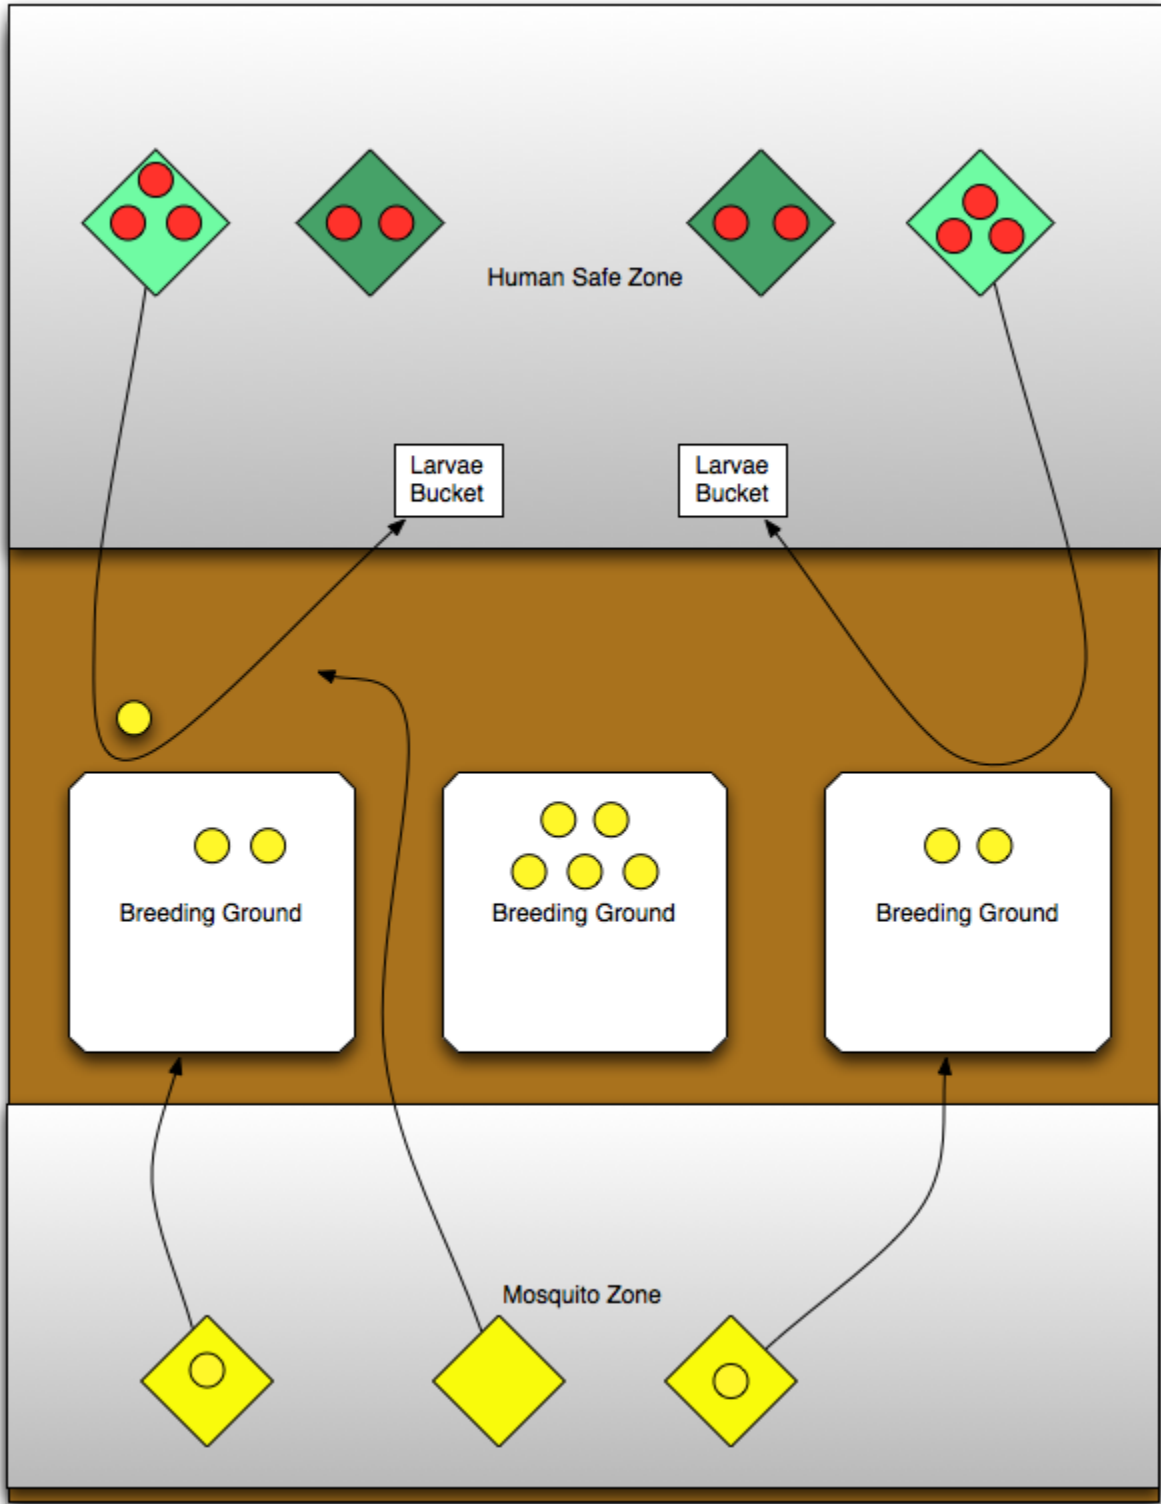 Human Safe Zone
Larvae
Bucket
Larvae
Bucket
Breeding Ground
Breeding Ground
Breeding Ground
Mosquito Zone